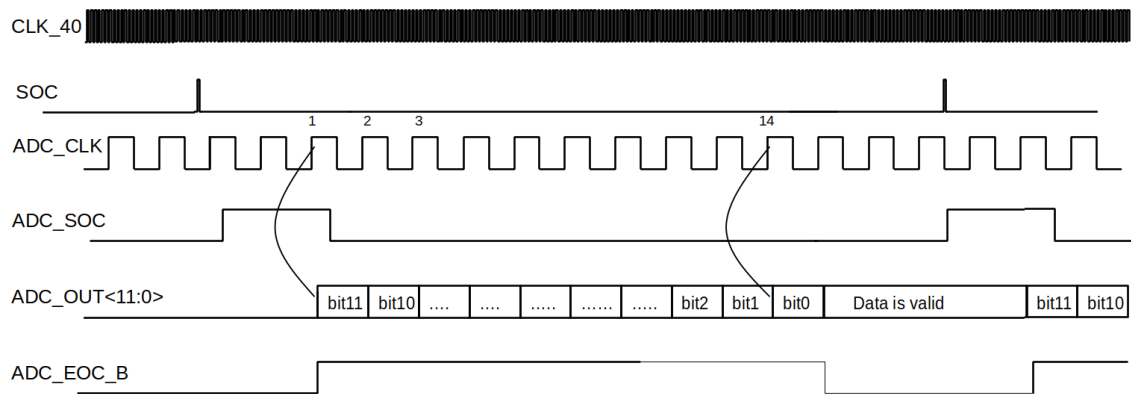 CLK_40
SOC
1 2 3 14
ADC_CLK
ADC_SOC
ADC_OUT<11:0> bit11 bit10 .... .... ..... ...... ..... bit2 bit1 bit0 Data is valid bit11 bit10
ADC_EOC_B